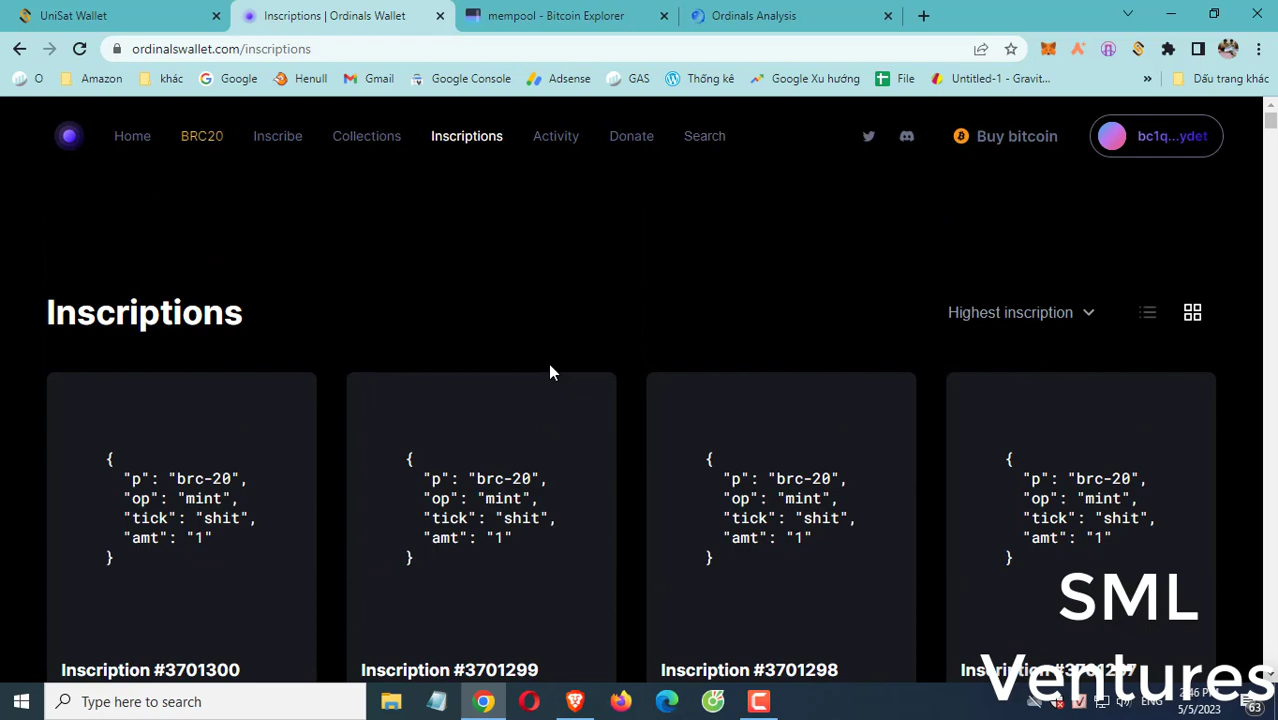 UniSat Wallet
Inscriptions | Ordinals Wallet
mempool - Bitcoin Explorer
Ordinals Analysis
ordinalswallet.com/inscriptions
O
Amazon
khác
Google
Henull
Gmail
Google Console
Adsense
GAS
Thống kê
Google Xu hướng
File
Untitled-1 - Gravit...
»
Dấu trang khác
Home
BRC20
Inscribe
Collections
Inscriptions
Activity
Donate
Search
Buy bitcoin
bc1q...ydet
Inscriptions
Highest inscription
{
"p": "brc-20",
"op": "mint",
"tick": "shit",
"amt": "1"
}
{
"p": "brc-20",
"op": "mint",
"tick": "shit",
"amt": "1"
}
{
"p": "brc-20",
"op": "mint",
"tick": "shit",
"amt": "1"
}
{
"p": "brc-20",
"op": "mint",
"tick": "shit",
"amt": "1"
}
Inscription #3701300
Inscription #3701299
Inscription #3701298
SML
Ventures
Type here to search
ENG
5/5/2023
63